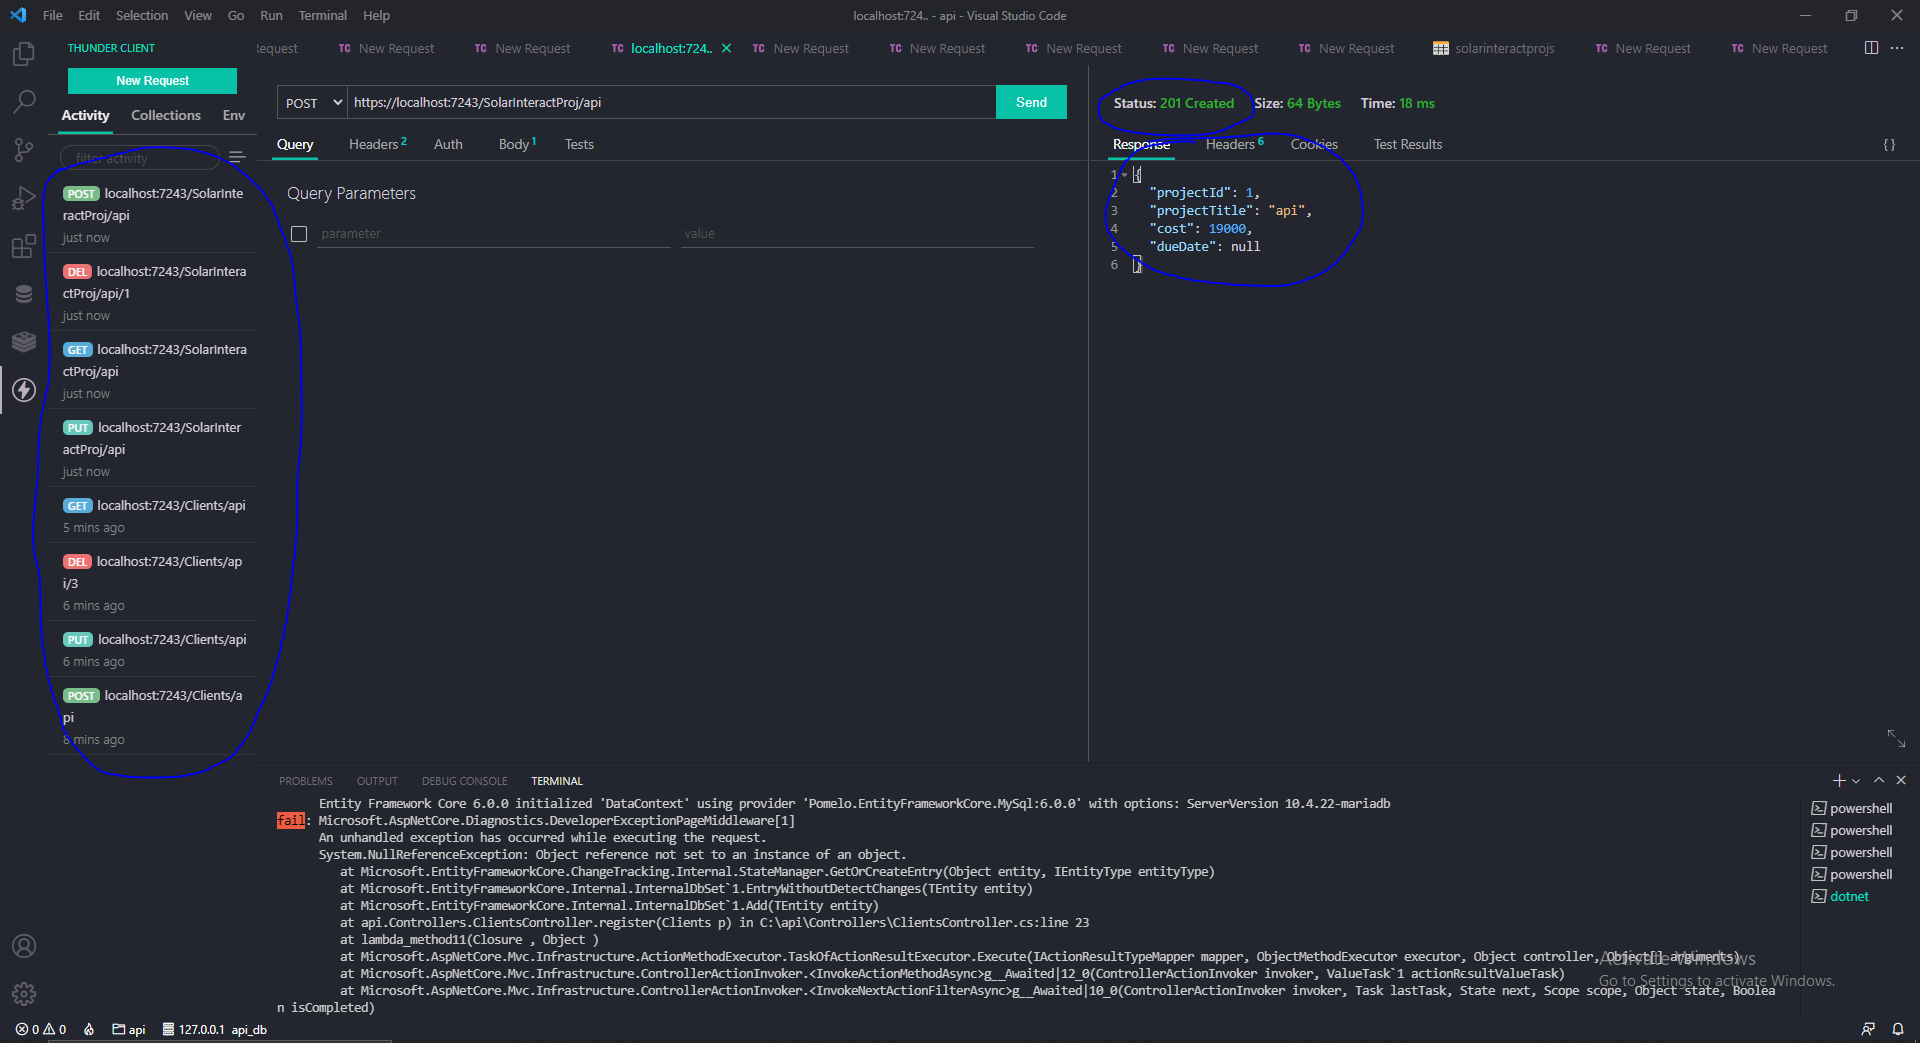 File Edit Selection View Go Run Terminal Help
localhost:724.. - api - Visual Studio Code
THUNDER CLIENT
New Request
Activity Collections Env
filter activity
POST localhost:7243/SolarInte
ractProj/api
just now
DEL localhost:7243/SolarIntera
ctProj/api/1
just now
GET localhost:7243/SolarIntera
ctProj/api
just now
PUT localhost:7243/SolarInter
actProj/api
just now
GET localhost:7243/Clients/api
5 mins ago
DEL localhost:7243/Clients/ap
i/3
6 mins ago
PUT localhost:7243/Clients/api
6 mins ago
POST localhost:7243/Clients/a
pi
8 mins ago
Request TC New Request TC New Request TC localhost:724.. TC New Request TC New Request TC New Request TC New Request TC New Request solarinteractprojs TC New Request TC New Request
POST https://localhost:7243/SolarInteractProj/api Send
Query Headers 2 Auth Body 1 Tests
Query Parameters
parameter value
Status: 201 Created Size: 64 Bytes Time: 18 ms
Response Headers 6 Cookies Test Results { }
1 {
2 "projectId": 1,
3 "projectTitle": "api",
4 "cost": 19000,
5 "dueDate": null
6 }
PROBLEMS OUTPUT DEBUG CONSOLE TERMINAL
Entity Framework Core 6.0.0 initialized 'DataContext' using provider 'Pomelo.EntityFrameworkCore.MySql:6.0.0' with options: ServerVersion 10.4.22-mariadb
fail: Microsoft.AspNetCore.Diagnostics.DeveloperExceptionPageMiddleware[1]
An unhandled exception has occurred while executing the request.
System.NullReferenceException: Object reference not set to an instance of an object.
at Microsoft.EntityFrameworkCore.ChangeTracking.Internal.StateManager.GetOrCreateEntry(Object entity, IEntityType entityType)
at Microsoft.EntityFrameworkCore.Internal.InternalDbSet`1.EntryWithoutDetectChanges(TEntity entity)
at Microsoft.EntityFrameworkCore.Internal.InternalDbSet`1.Add(TEntity entity)
at api.Controllers.ClientsController.register(Clients p) in C:\api\Controllers\ClientsController.cs:line 23
at lambda_method11(Closure , Object )
at Microsoft.AspNetCore.Mvc.Infrastructure.ActionMethodExecutor.TaskOfActionResultExecutor.Execute(IActionResultTypeMapper mapper, ObjectMethodExecutor executor, Object controller, Object[] arguments)
at Microsoft.AspNetCore.Mvc.Infrastructure.ControllerActionInvoker.<InvokeActionMethodAsync>g__Awaited|12_0(ControllerActionInvoker invoker, ValueTask`1 actionResultValueTask)
at Microsoft.AspNetCore.Mvc.Infrastructure.ControllerActionInvoker.<InvokeNextActionFilterAsync>g__Awaited|10_0(ControllerActionInvoker invoker, Task lastTask, State next, Scope scope, Object state, Boolea
n isCompleted)
powershell
powershell
powershell
powershell
dotnet
Activate Windows
Go to Settings to activate Windows.
0 0 api 127.0.0.1 api_db